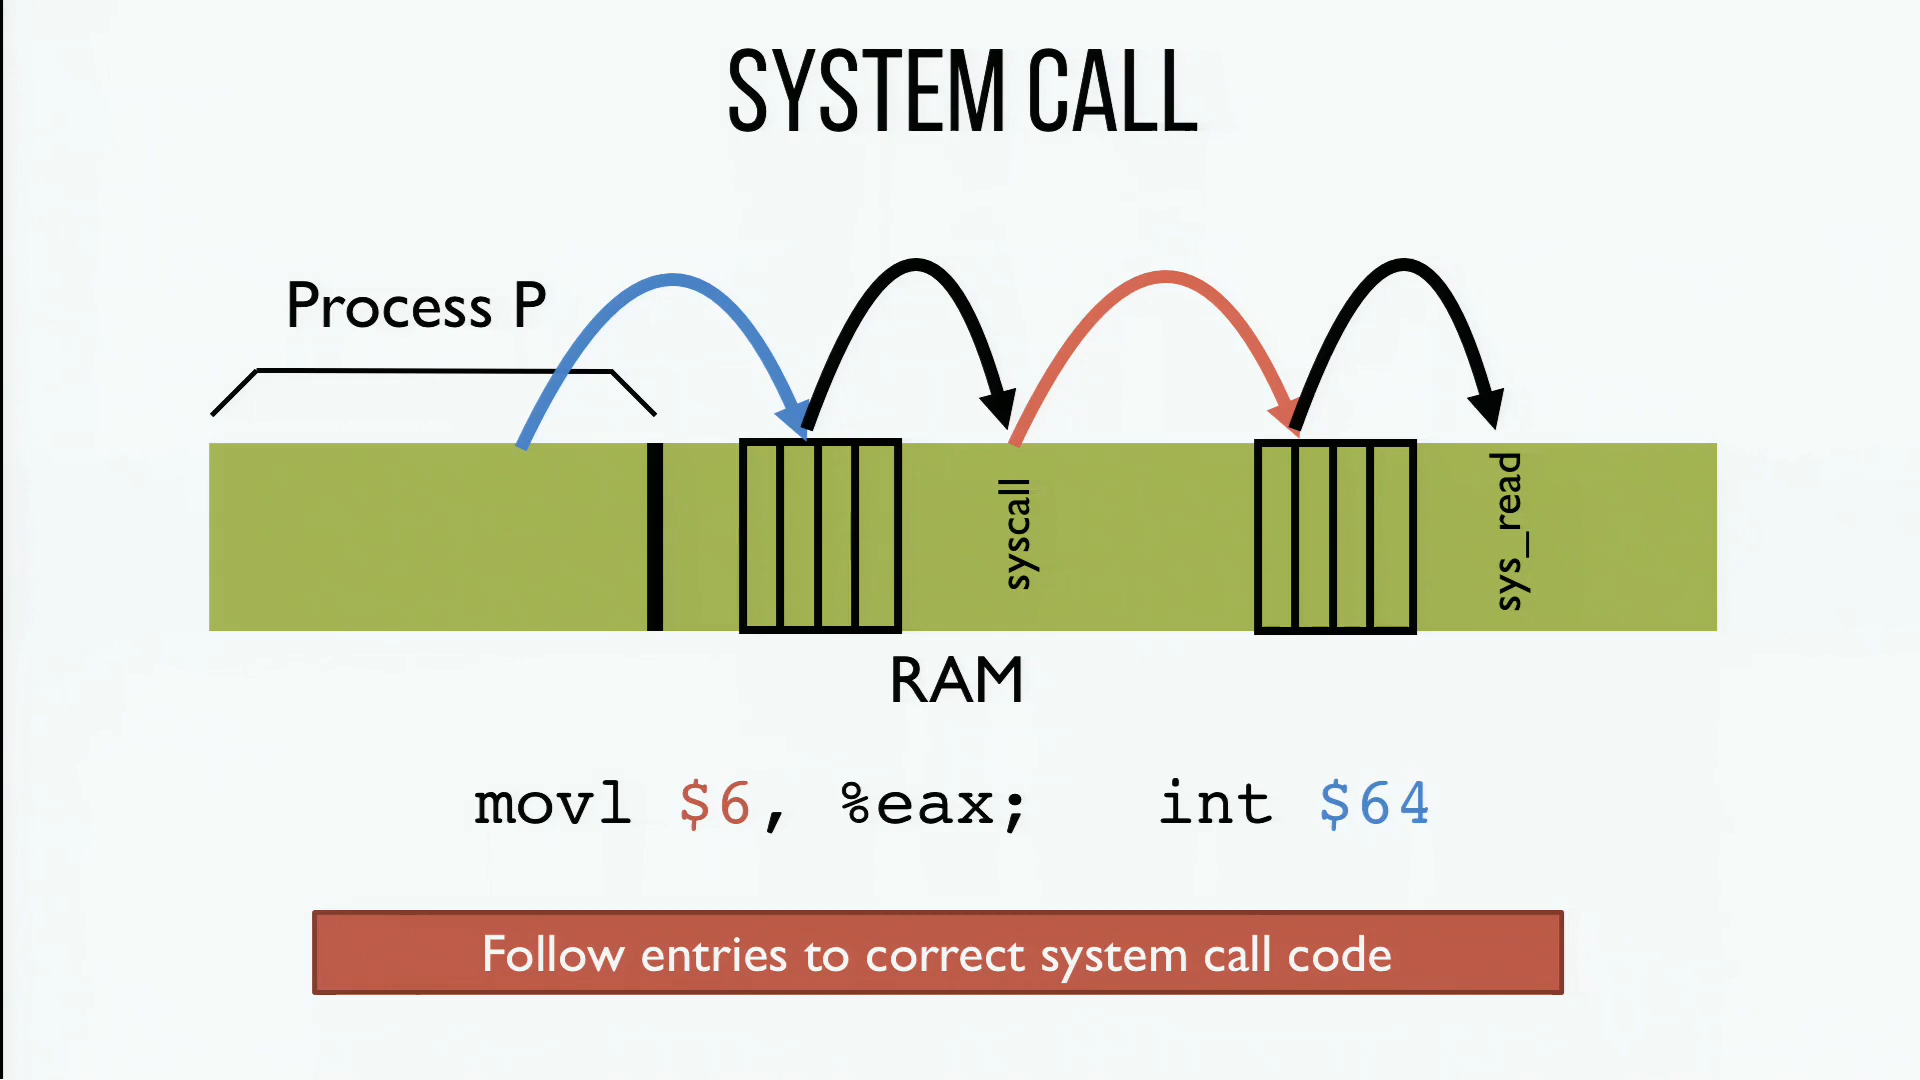 SYSTEM CALL
Process P
syscall
sys_read
RAM
movl $6, %eax; int $64
Follow entries to correct system call code